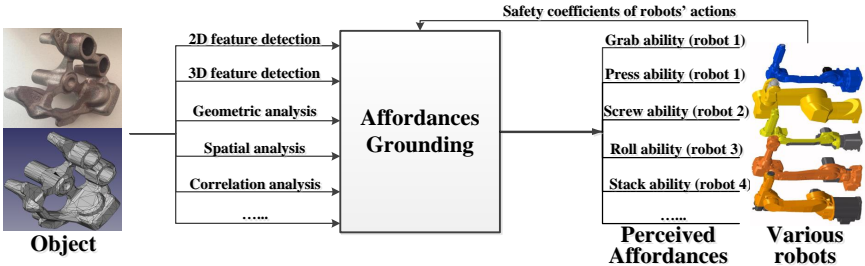 Safety coefficients of robots' actions
2D feature detection
3D feature detection
Geometric analysis
Spatial analysis
Correlation analysis
…...
Object
Affordances
Grounding
Grab ability (robot 1)
Press ability (robot 1)
Screw ability (robot 2)
Roll ability (robot 3)
Stack ability (robot 4)
…...
Perceived
Affordances
Various
robots